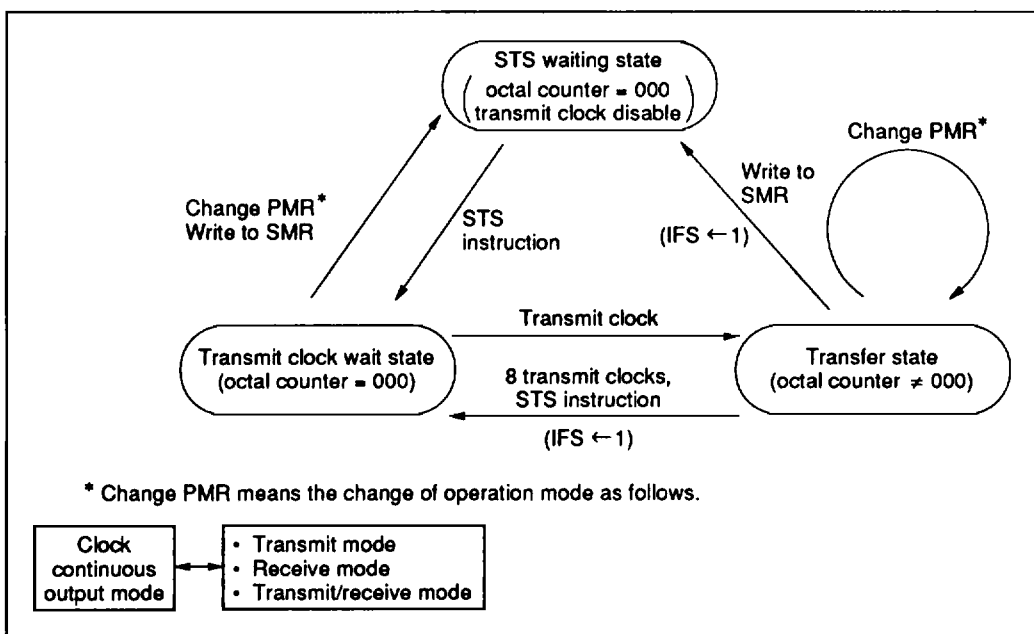 STS waiting state
(octal counter = 000
transmit clock disable)
Change PMR*
Change PMR*
Write to SMR
STS
instruction
Write to
SMR
(IFS ← 1)
Transmit clock
Transmit clock wait state
(octal counter = 000)
Transfer state
(octal counter ≠ 000)
8 transmit clocks,
STS instruction
(IFS ← 1)
* Change PMR means the change of operation mode as follows.
Clock
continuous
output mode
• Transmit mode
• Receive mode
• Transmit/receive mode